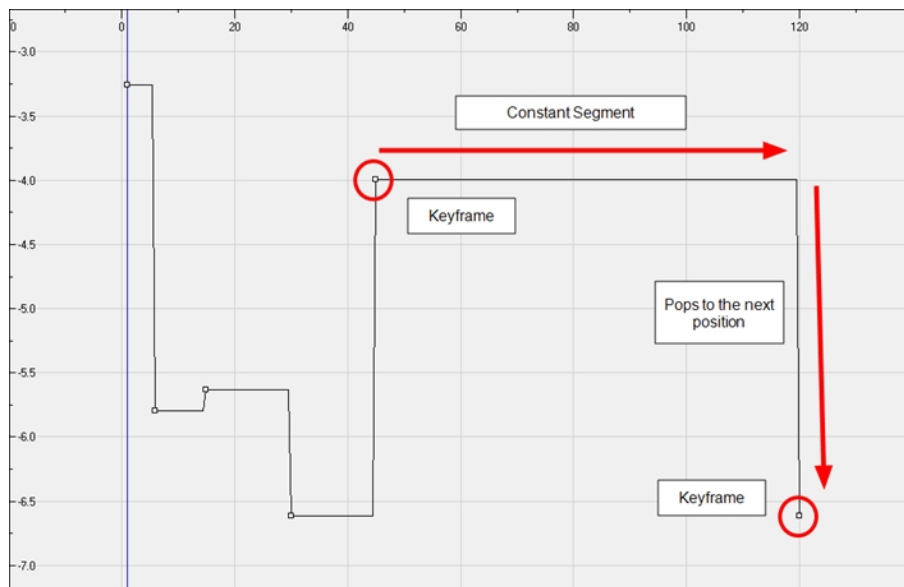 0 0 20 40 60 80 100 120
-3.0
-3.5
Constant Segment
-4.0
Keyframe
-4.5
-5.0
Pops to the next
position
-5.5
-6.0
-6.5
Keyframe
-7.0